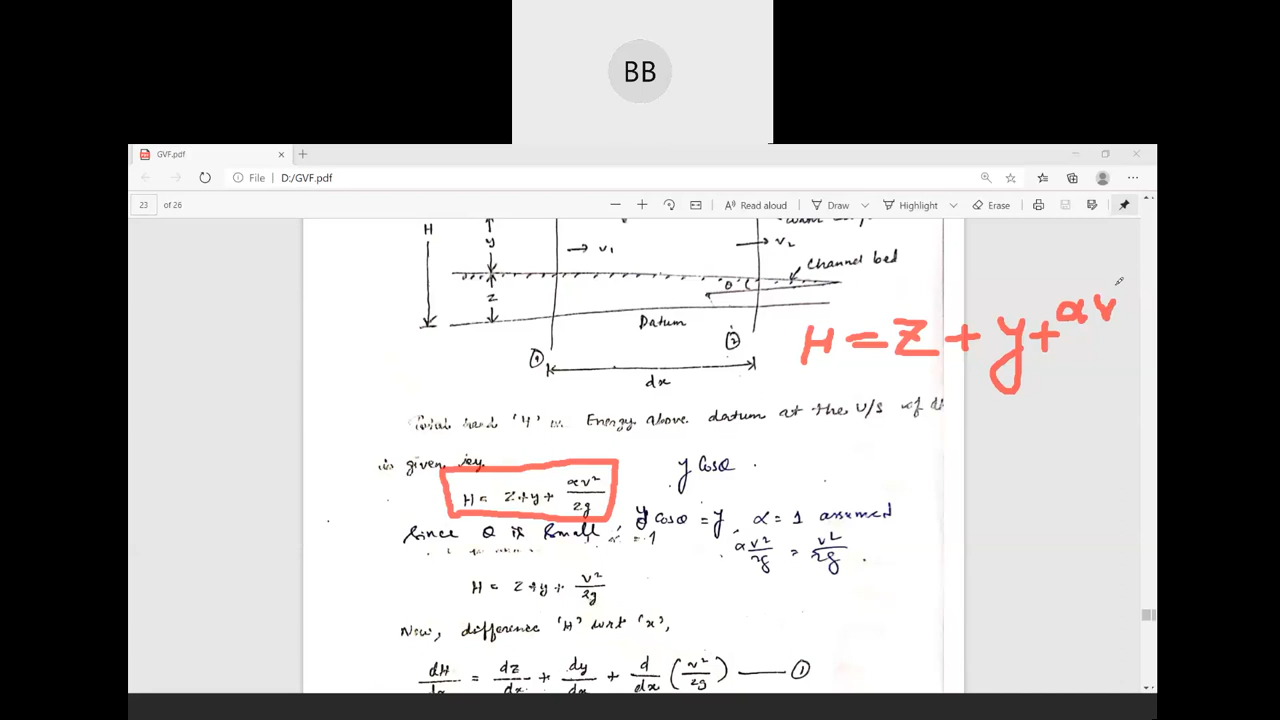 BB
GVF.pdf
File D:/GVF.pdf
23 of 26 Read aloud Draw Highlight Erase
H
y
v1
v2
Channel bed
z
θ
Datum
①
②
dx
H = Z + y + αv
Total head 'H' Energy above datum at the U/S of
is given by.
y Cosθ .
H = Z + y + αv²/2g
Since θ is small, y Cosθ = y, α = 1 assumed
αv²/2g = v²/2g .
H = Z + y + v²/2g
Now, difference 'H' wrt 'x',
dH/dx = dz/dx + dy/dx + d/dx (v²/2g) —— ①